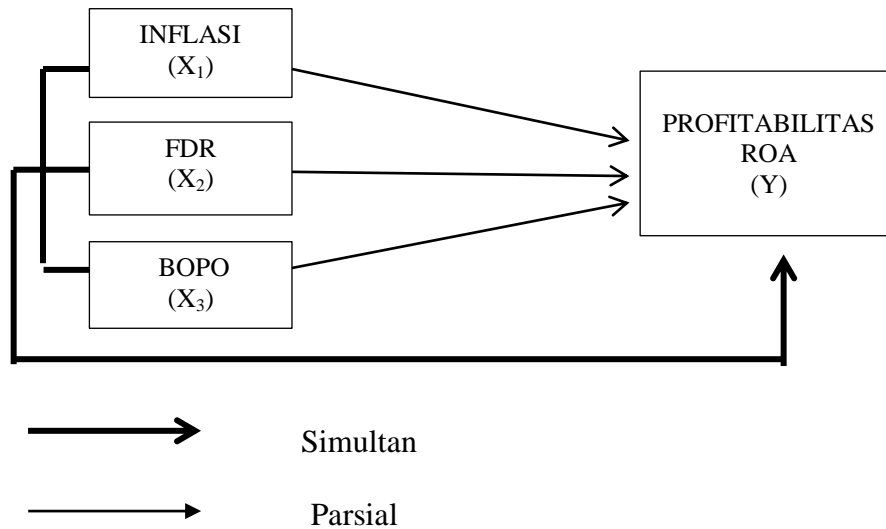 INFLASI
(X₁)
FDR
(X₂)
BOPO
(X₃)
PROFITABILITAS
ROA
(Y)
Simultan
Parsial